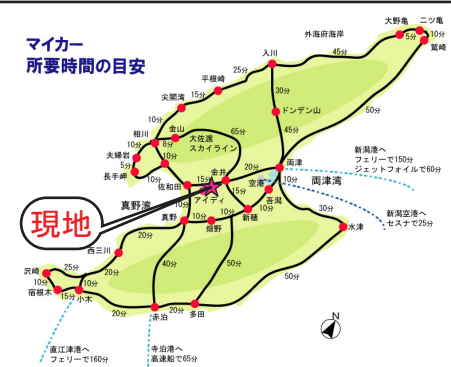 マイカー
所要時間の目安
外海府海岸
大野亀
二ツ亀
5分
10分
鷲崎
45分
入川
25分
平根崎
15分
尖閣湾
30分
50分
ドンデン山
10分
相川
金山
8分
大佐渡
スカイライン
65分
45分
夫婦岩
5分
長手岬
10分
10分
佐和田
15分
金井
20分
両津
新潟港へ
フェリーで150分
ジェットフォイルで60分
アイティ
15分
空港
10分
両津湾
吾潟
現地
真野湾
10分
真野
10分
畑野
10分
新穂
10分
新潟空港へ
セスナで25分
30分
水津
西三川
20分
40分
50分
50分
沢崎
25分
10分
宿根木
15分
小木
10分
20分
赤泊
20分
多田
N
直江津港へ
フェリーで160分
寺泊港へ
高速船で65分